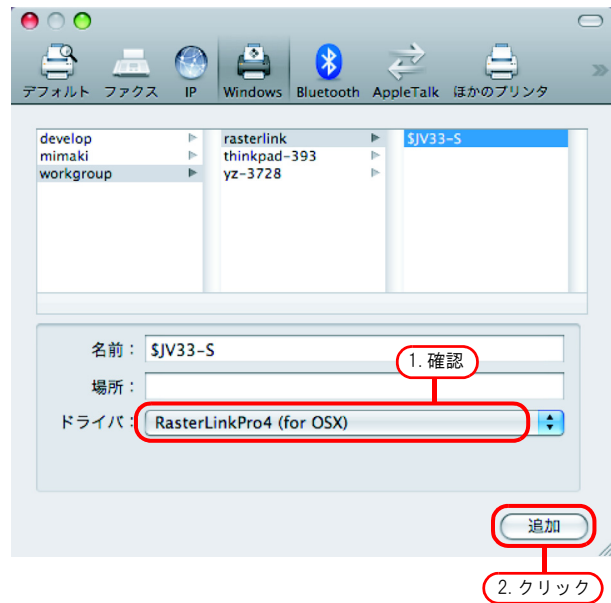 デフォルト ファクス IP Windows Bluetooth AppleTalk ほかのプリンタ
develop rasterlink $JV33-S
mimaki thinkpad-393
workgroup yz-3728
名前： $JV33-S
1.確認
場所：
ドライバ： RasterLinkPro4 (for OSX)
追加
2.クリック